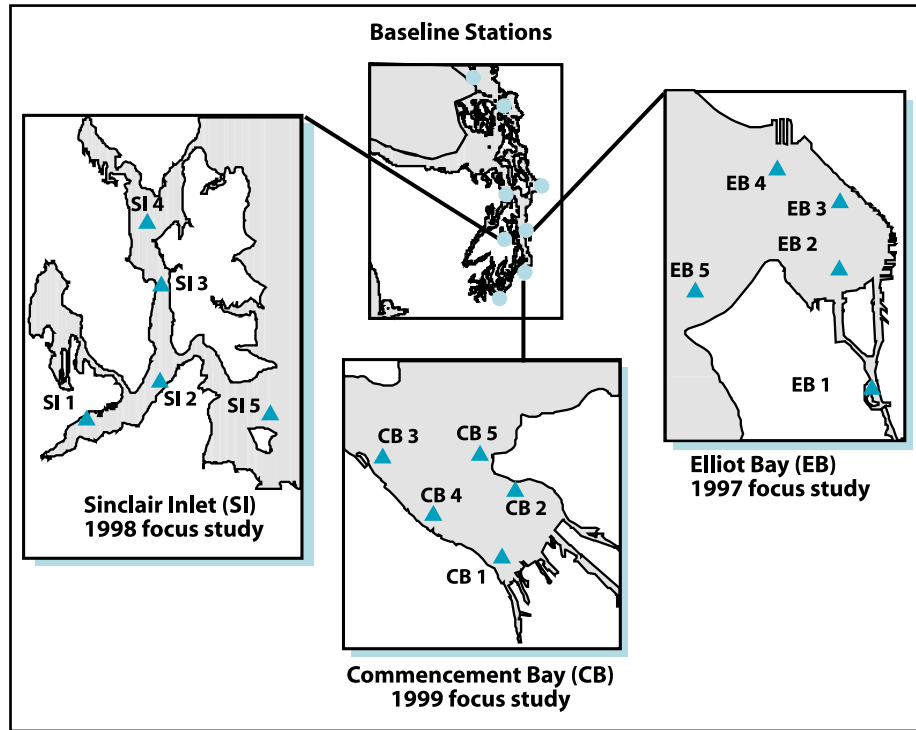 Baseline Stations
SI 4
SI 3
SI 1
SI 2
SI 5
Sinclair Inlet (SI)
1998 focus study
EB 4
EB 3
EB 2
EB 5
EB 1
Elliot Bay (EB)
1997 focus study
CB 3
CB 5
CB 4
CB 2
CB 1
Commencement Bay (CB)
1999 focus study